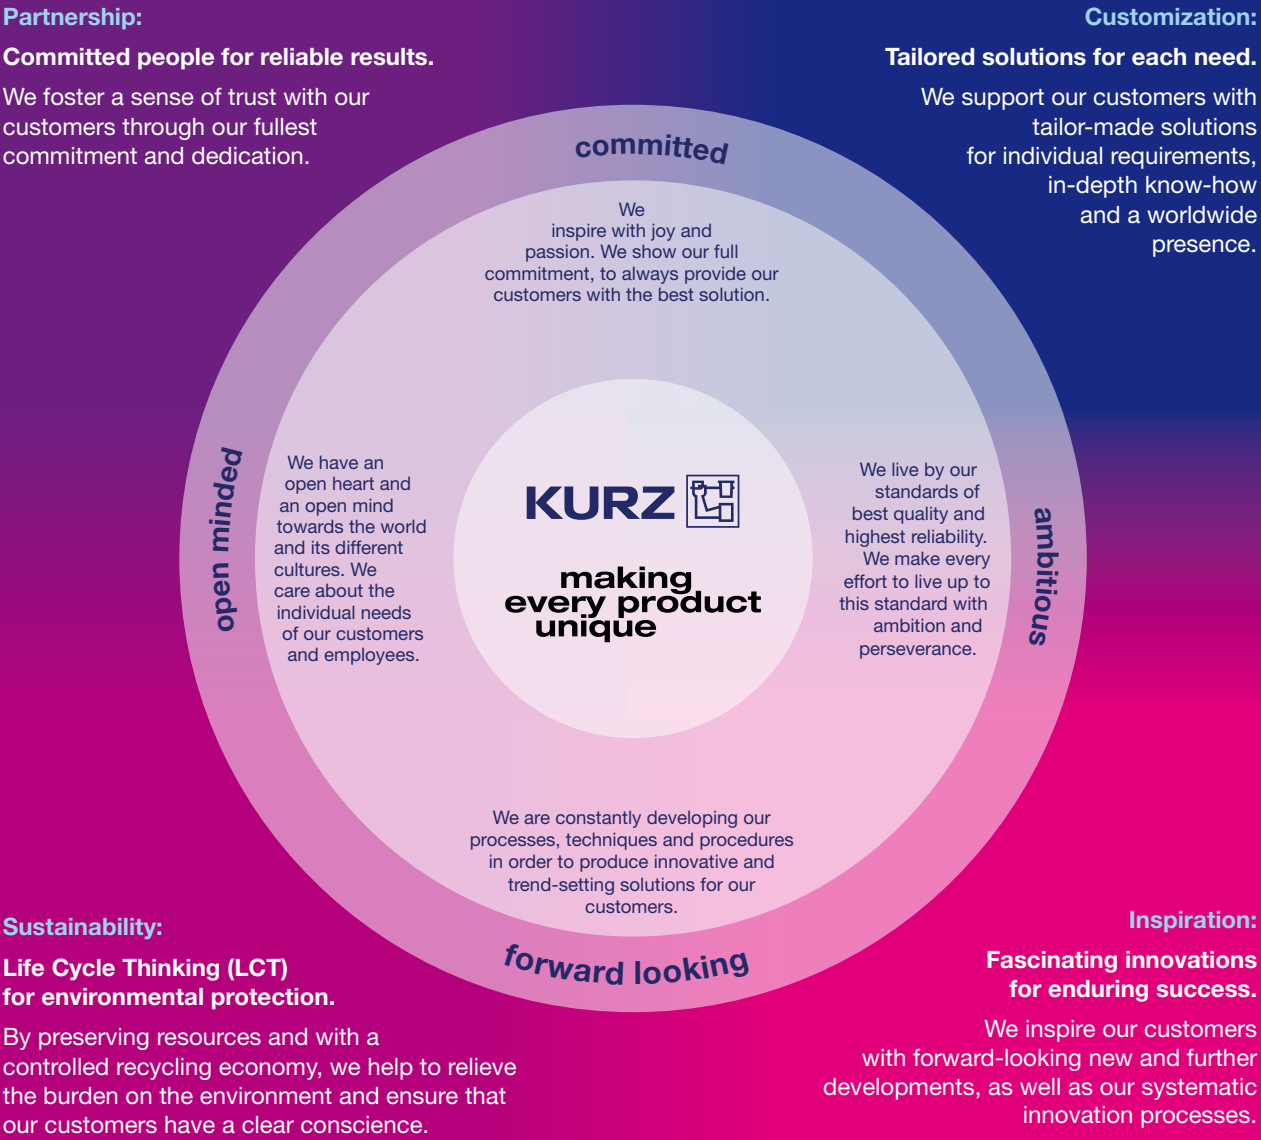 Partnership:
Committed people for reliable results.
We foster a sense of trust with our
customers through our fullest
commitment and dedication.
Customization:
Tailored solutions for each need.
We support our customers with
tailor-made solutions
for individual requirements,
in-depth know-how
and a worldwide
presence.
committed
We
inspire with joy and
passion. We show our full
commitment, to always provide our
customers with the best solution.
open minded
We have an
open heart and
an open mind
towards the world
and its different
cultures. We
care about the
individual needs
of our customers
and employees.
KURZ
making
every product
unique
We live by our
standards of
best quality and
highest reliability.
We make every
effort to live up to
this standard with
ambition and
perseverance.
ambitious
We are constantly developing our
processes, techniques and procedures
in order to produce innovative and
trend-setting solutions for our
customers.
forward looking
Sustainability:
Life Cycle Thinking (LCT)
for environmental protection.
By preserving resources and with a
controlled recycling economy, we help to relieve
the burden on the environment and ensure that
our customers have a clear conscience.
Inspiration:
Fascinating innovations
for enduring success.
We inspire our customers
with forward-looking new and further
developments, as well as our systematic
innovation processes.